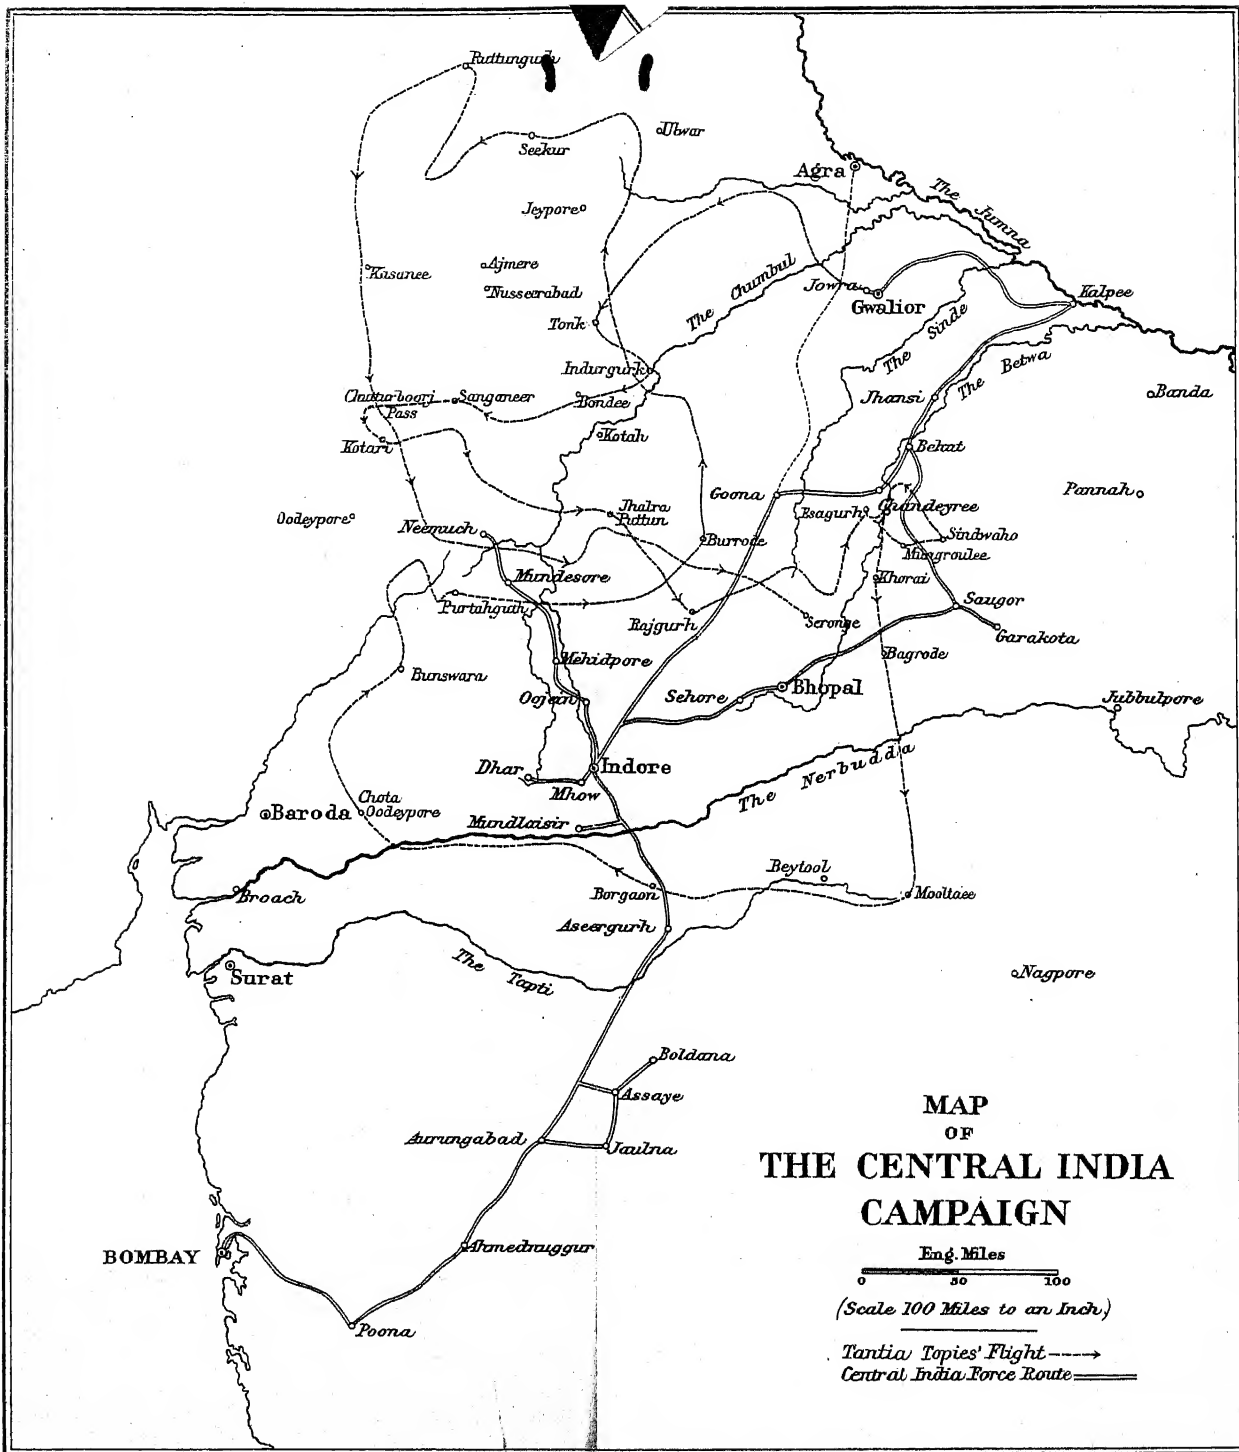 Puttungurh
Ulwar
Seekur
Agra
The Jumna
Jeypore
Ajmere
Kusanee
Nusseerabad
The Chumbul
Jowra
Gwalior
Kalpee
Tonk
The Sinde
The Betwa
Indurgurh
Banda
Jhansi
Sanganeer
Bondee
Pass
Kotah
Kotari
Behat
Pannah
Goona
Esagurh
Chandeyree
Jhalra
Puttun
Oodeypore
Neemuch
Burrode
Sindwaho
Mungroulee
Khorai
Mundesore
Purtahgurh
Rajgurh
Seronge
Saugor
Garakota
Mehidpore
Bagrode
Bunswara
Bhopal
Sehore
Oojein
Jubbulpore
Dhar
Indore
Mhow
The Nerbudda
Chota
Oodeypore
Baroda
Mundlaisir
Beytool
Borgaon
Mooltaee
Broach
Aseergurh
The Tapti
Surat
Nagpore
Boldana
Assaye
Aurungabad
Jaulna
Ahmednuggur
BOMBAY
Poona
MAP
OF
THE CENTRAL INDIA
CAMPAIGN
Eng. Miles
0 50 100
(Scale 100 Miles to an Inch.)
Tantia Topies' Flight
Central India Force Route